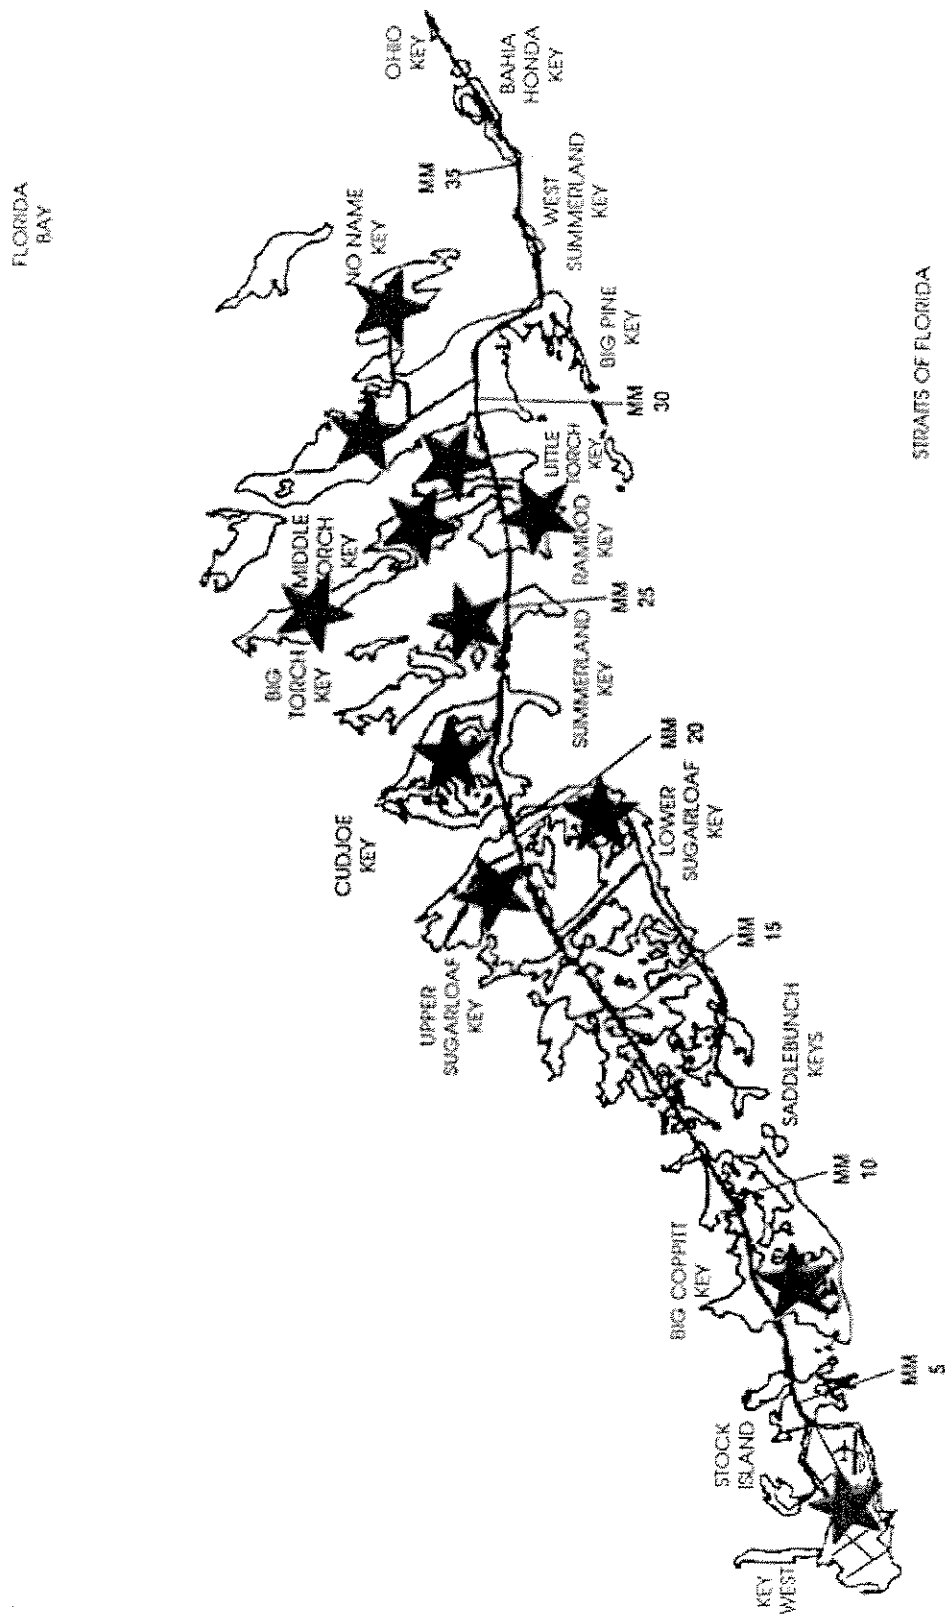 FLORIDA
BAY
OHIO
KEY
BAHIA
HONDA
KEY
MM
35
NO NAME
KEY
WEST
SUMMERLAND
KEY
BIG PINE
KEY
MM
30
LITTLE
TORCH
KEY
MIDDLE
TORCH
KEY
RAMROD
KEY
BIG
TORCH
KEY
MM
25
SUMMERLAND
KEY
CUDJOE
KEY
MM
20
LOWER
SUGARLOAF
KEY
UPPER
SUGARLOAF
KEY
MM
15
SADDLEBUNCH
KEYS
MM
10
BIG COPPITT
KEY
MM
5
STOCK
ISLAND
KEY
WEST
STRAITS OF FLORIDA